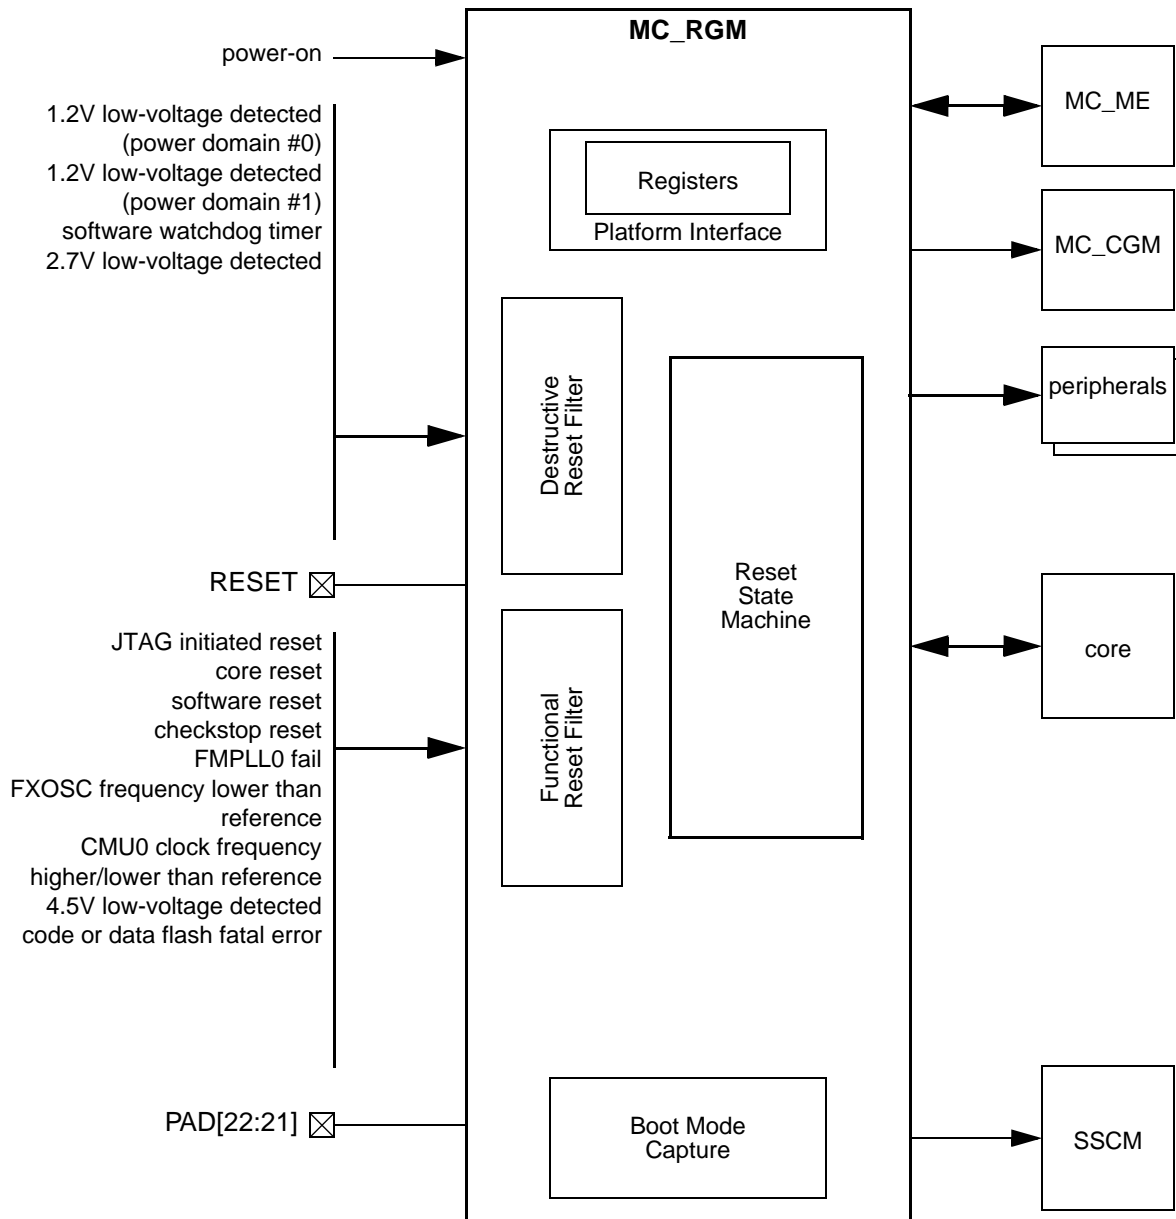 MC_RGM
power-on
1.2V low-voltage detected
(power domain #0)
1.2V low-voltage detected
(power domain #1)
software watchdog timer
2.7V low-voltage detected
RESET
JTAG initiated reset
core reset
software reset
checkstop reset
FMPLL0 fail
FXOSC frequency lower than
reference
CMU0 clock frequency
higher/lower than reference
4.5V low-voltage detected
code or data flash fatal error
PAD[22:21]
Registers
Platform Interface
Destructive
Reset Filter
Functional
Reset Filter
Reset
State
Machine
Boot Mode
Capture
MC_ME
MC_CGM
peripherals
core
SSCM